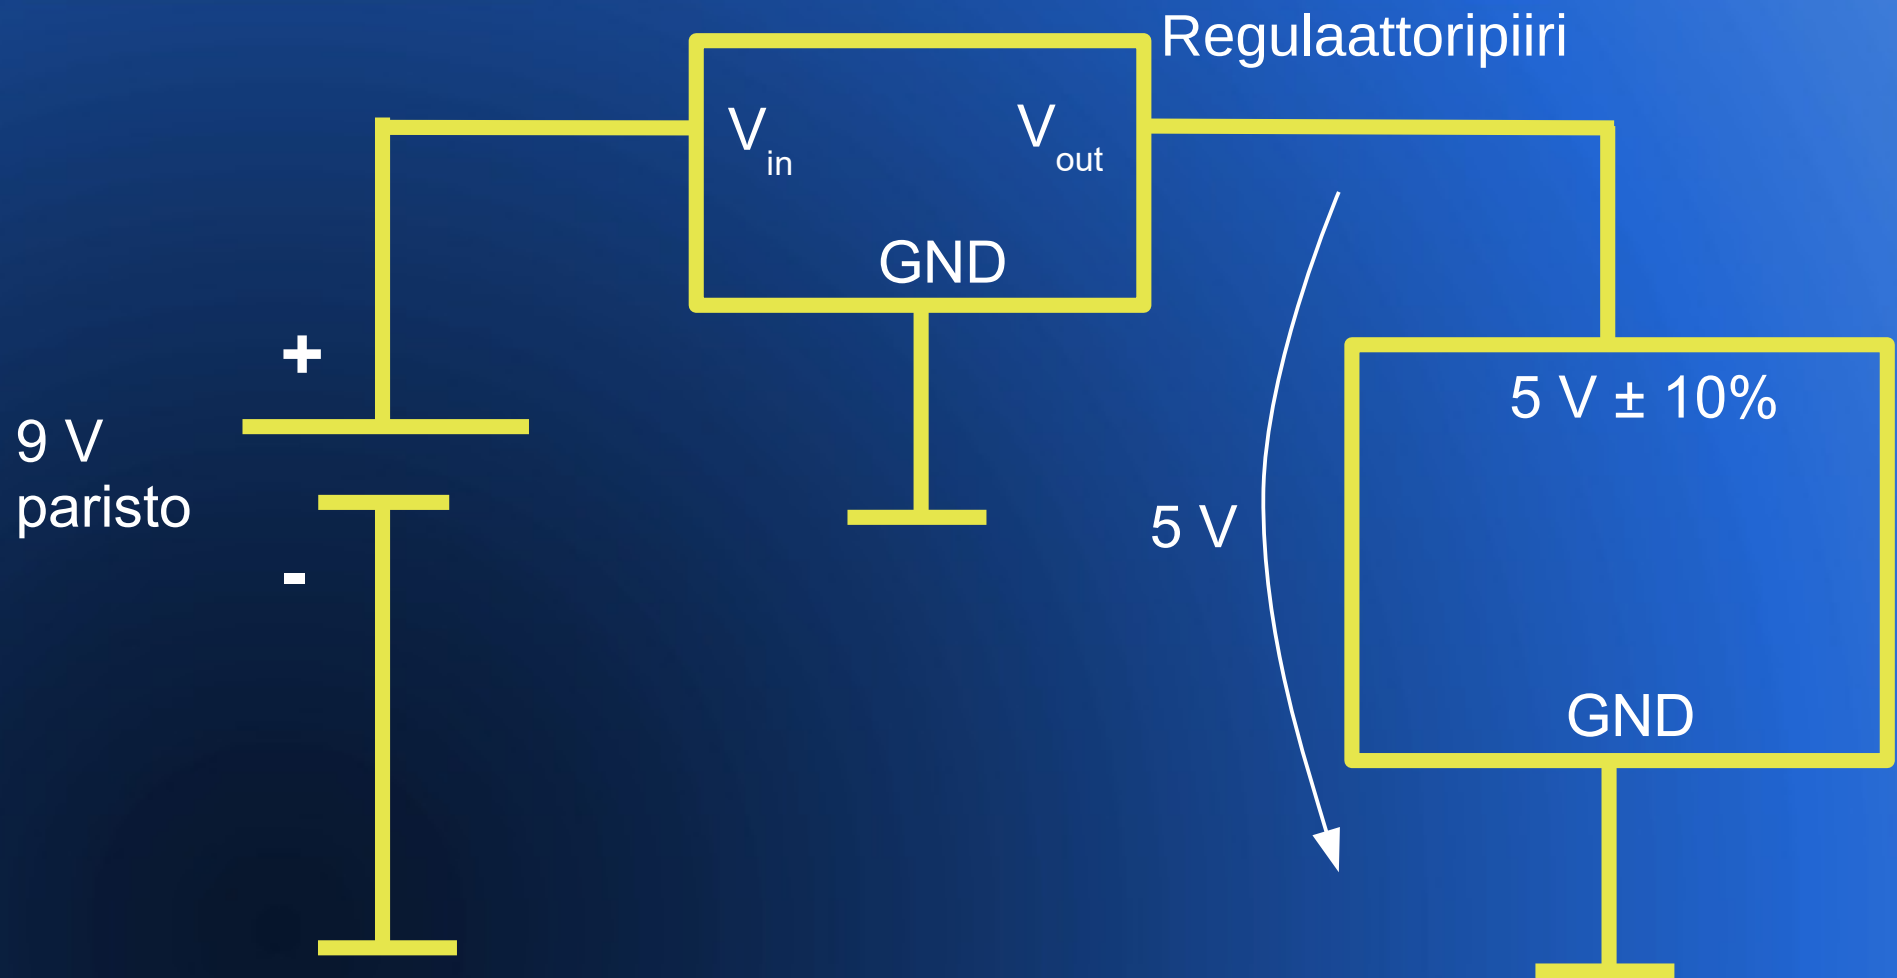 Regulaattoripiiri
V in
V out
GND
+
9 V
paristo
-
5 V
5 V ± 10%
GND